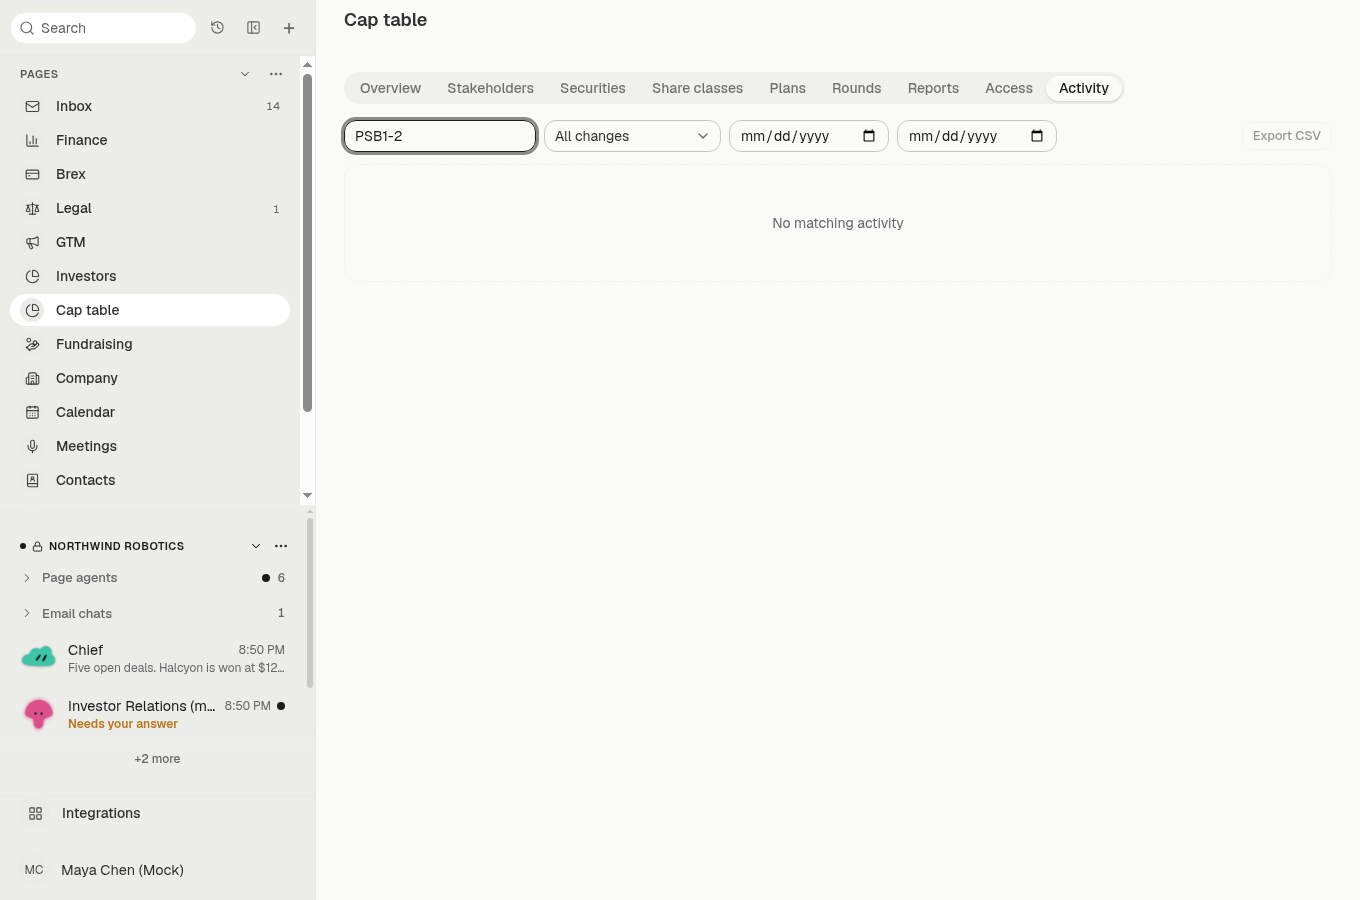 Search
PAGES
Inbox 14
Finance
Brex
Legal 1
GTM
Investors
Cap table
Fundraising
Company
Calendar
Meetings
Contacts
NORTHWIND ROBOTICS
Page agents 6
Email chats 1
Chief 8:50 PM
Five open deals. Halcyon is won at $12...
Investor Relations (m... 8:50 PM
Needs your answer
+2 more
Integrations
MC Maya Chen (Mock)
Cap table
Overview Stakeholders Securities Share classes Plans Rounds Reports Access Activity
PSB1-2 All changes mm/dd/yyyy mm/dd/yyyy Export CSV
No matching activity